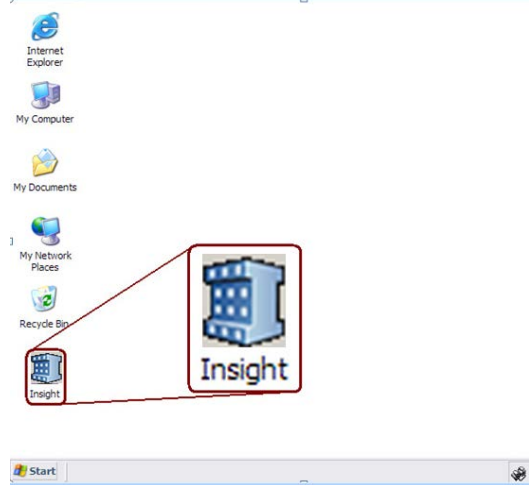 Internet
Explorer
My Computer
My Documents
My Network
Places
Recycle Bin
Insight
Insight
Start